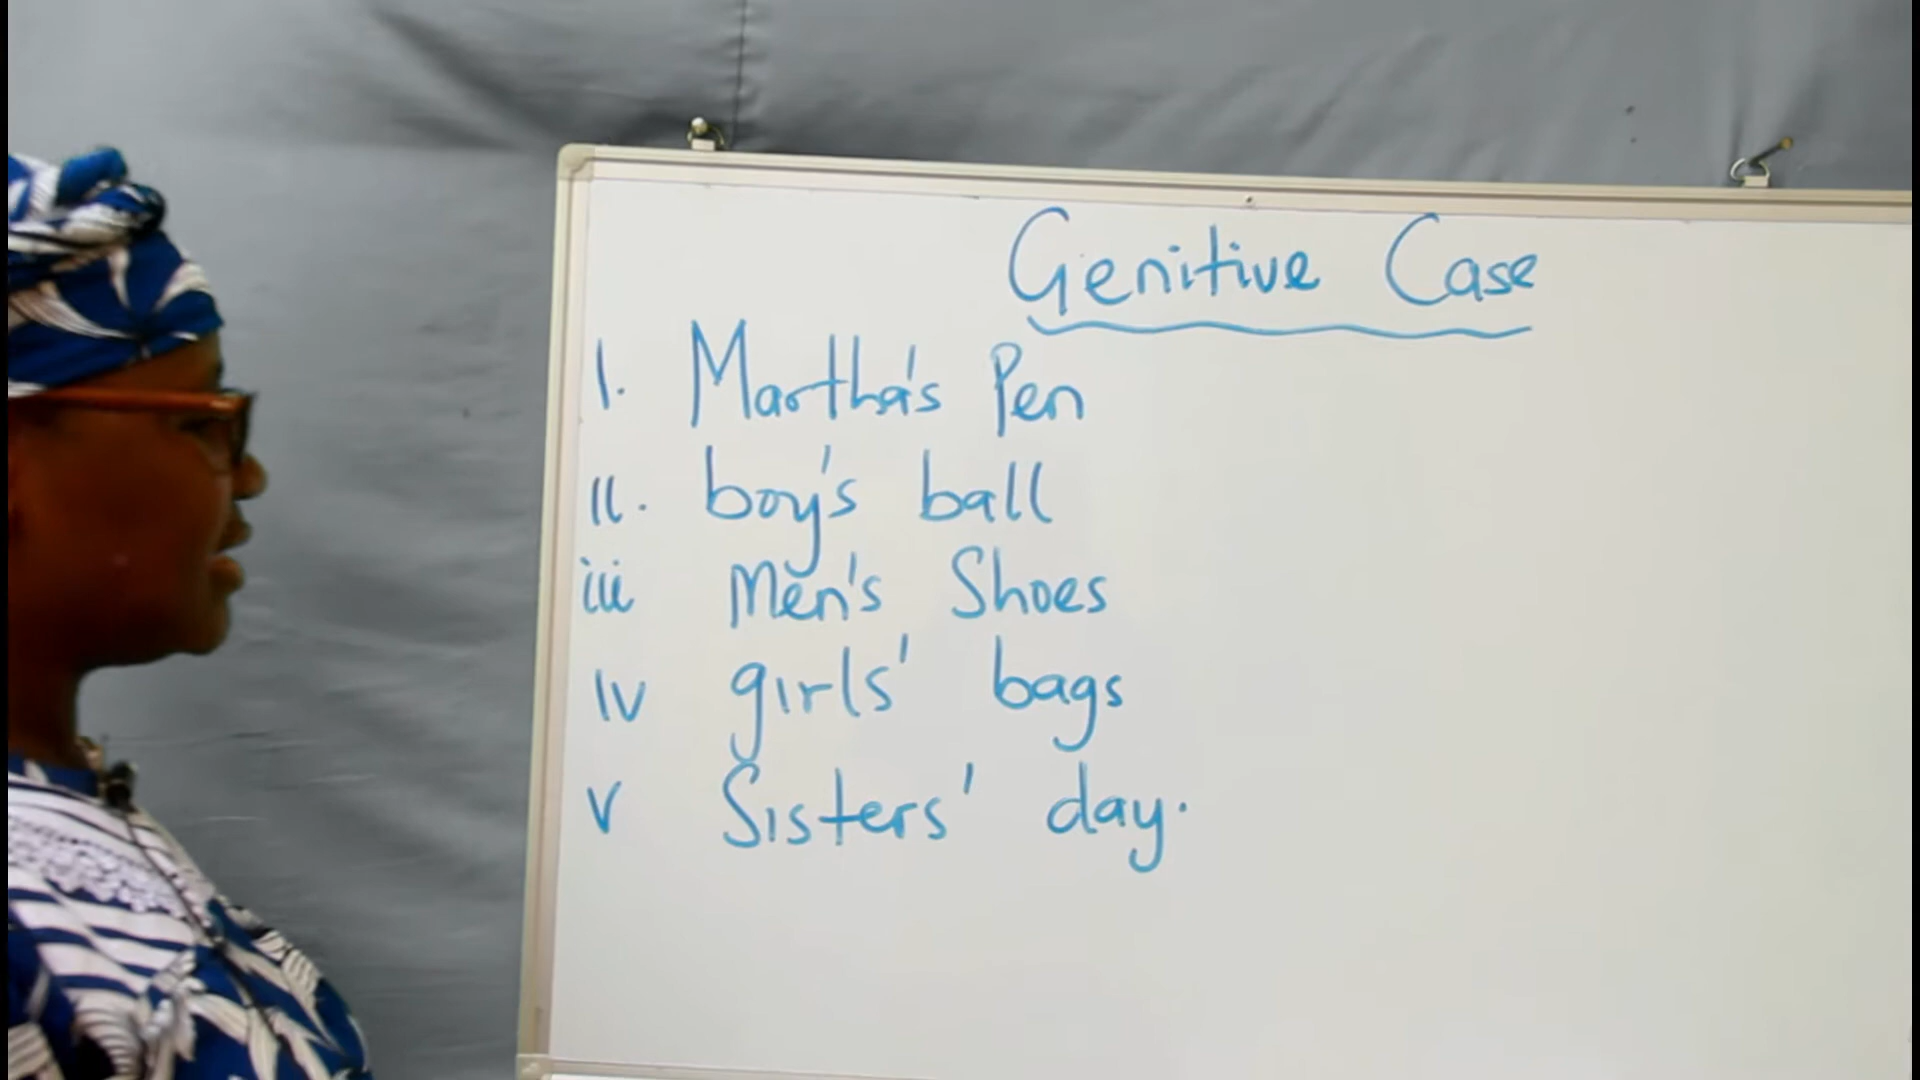 Genitive Case
I. Martha's Pen
II. boy's ball
iii Men's Shoes
iv girls' bags
v Sisters' day.